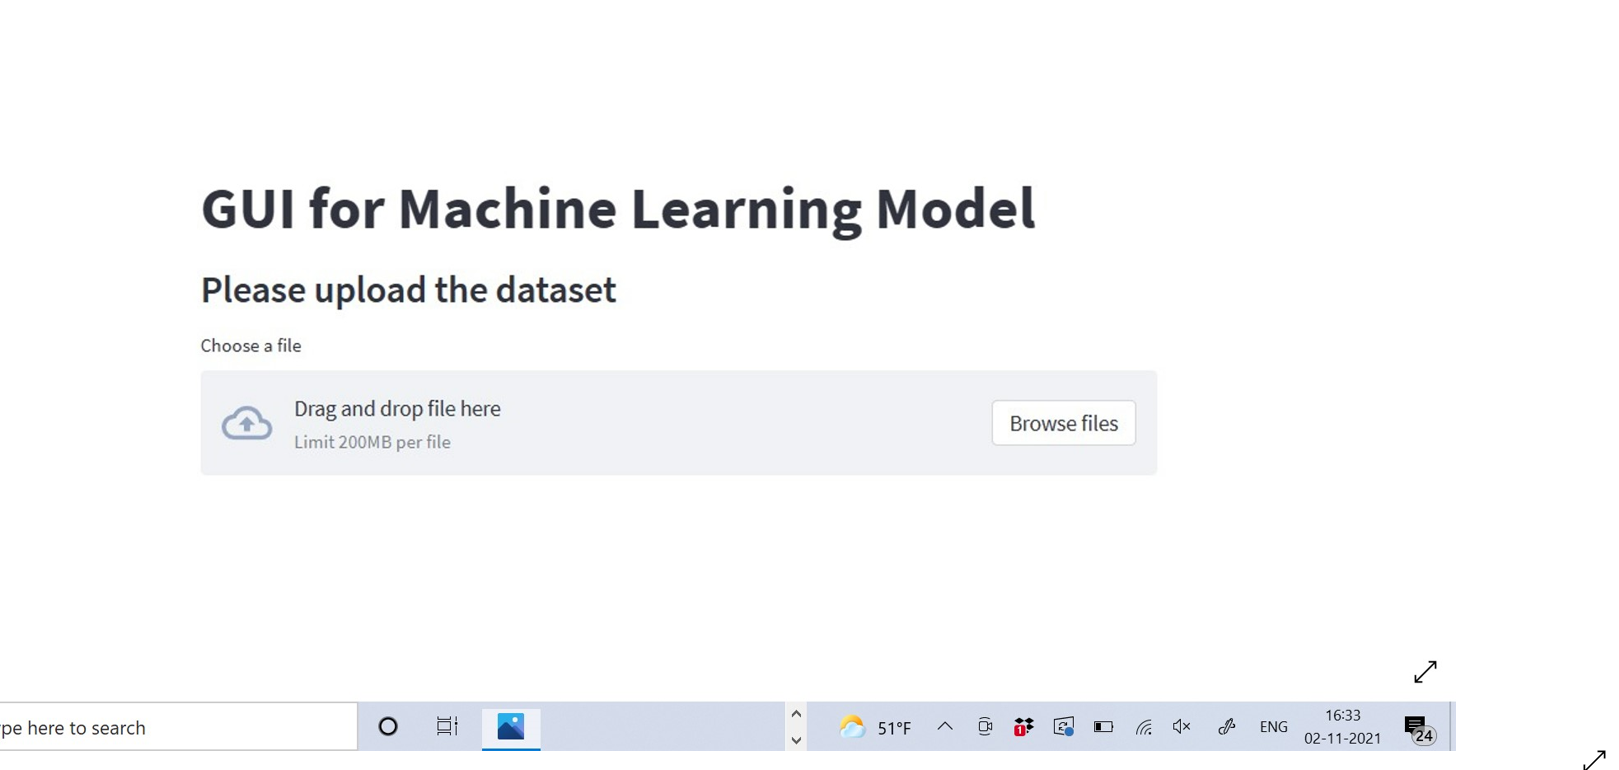 GUI for Machine Learning Model
Please upload the dataset
Choose a file
Drag and drop file here
Limit 200MB per file
Browse files
pe here to search
51°F
1
ENG
16:33
02-11-2021
24